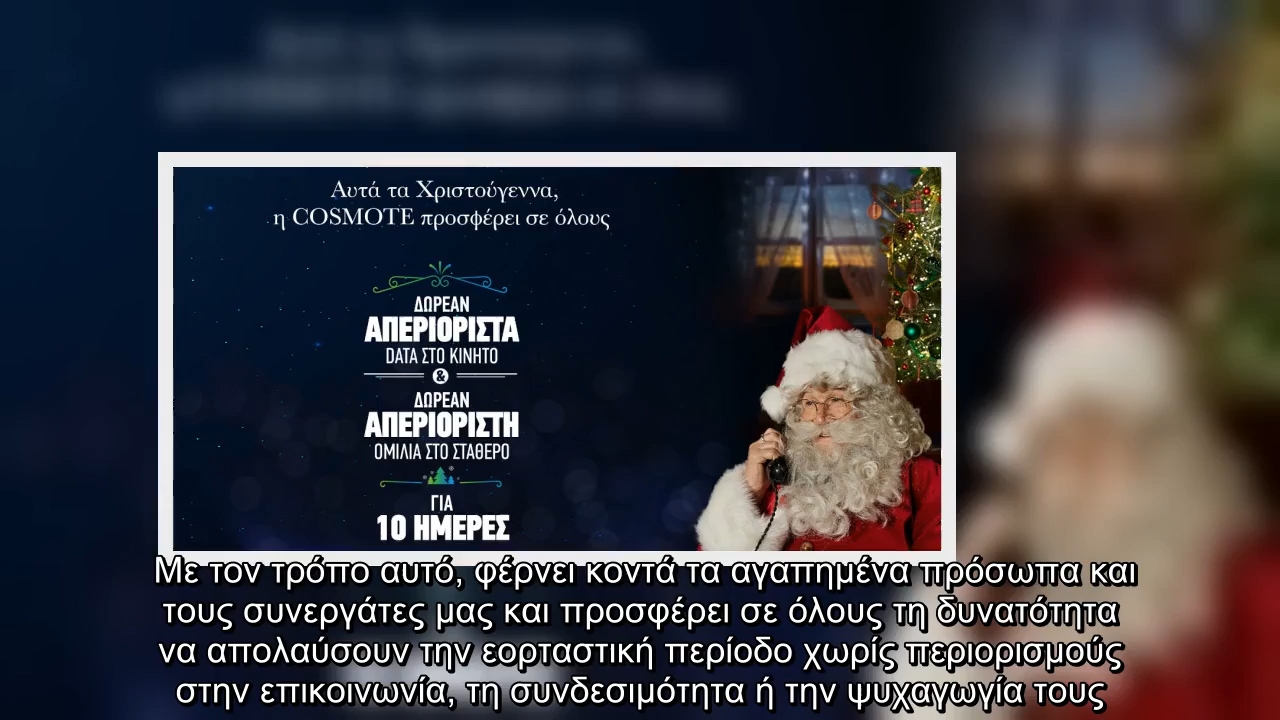 Αυτά τα Χριστούγεννα,
η COSMOTE προσφέρει σε όλους
ΔΩΡΕΑΝ
ΑΠΕΡΙΟΡΙΣΤΑ
DATA ΣΤΟ ΚΙΝΗΤΟ
&
ΔΩΡΕΑΝ
ΑΠΕΡΙΟΡΙΣΤΗ
ΟΜΙΛΙΑ ΣΤΟ ΣΤΑΘΕΡΟ
ΓΙΑ
10 ΗΜΕΡΕΣ
Με τον τρόπο αυτό, φέρνει κοντά τα αγαπημένα πρόσωπα και
τους συνεργάτες μας και προσφέρει σε όλους τη δυνατότητα
να απολαύσουν την εορταστική περίοδο χωρίς περιορισμούς
στην επικοινωνία, τη συνδεσιμότητα ή την ψυχαγωγία τους